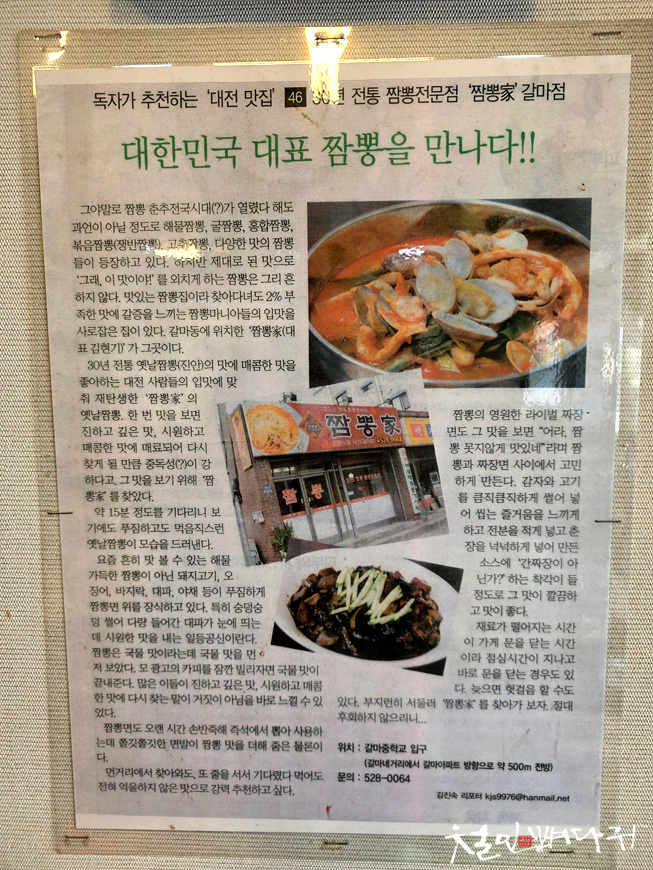 독자가 추천하는 '대전 맛집' 46 30년 전통 짬뽕전문점 '짬뽕家' 갈마점
대한민국 대표 짬뽕을 만나다!!
그야말로 짬뽕 춘추전국시대(?)가 열렸다 해도
과언이 아닐 정도로 해물짬뽕, 굴짬뽕, 홍합짬뽕,
볶음짬뽕(쟁반짬뽕), 고추짬뽕, 다양한 맛의 짬뽕
들이 등장하고 있다. 하지만 제대로 된 맛으로
'그래, 이 맛이야!' 를 외치게 하는 짬뽕은 그리 흔
하지 않다. 맛있는 짬뽕집이라 찾아다녀도 2% 부
족한 맛에 갈증을 느끼는 짬뽕마니아들의 입맛을
사로잡은 집이 있다. 갈마동에 위치한 '짬뽕家(대
표 김현기)' 가 그곳이다.
30년 전통 옛날짬뽕(진안)의 맛에 매콤한 맛을
좋아하는 대전 사람들의 입맛에 맞
춰 재탄생한 '짬뽕家' 의
옛날짬뽕. 한 번 맛을 보면
진하고 깊은 맛, 시원하고
매콤한 맛에 매료되어 다시
찾게 될 만큼 중독성(?)이 강
하다고, 그 맛을 보기 위해 '짬
뽕家' 를 찾았다.
약 15분 정도를 기다리니 보
기에도 푸짐하고도 먹음직스런
옛날짬뽕이 모습을 드러낸다.
요즘 흔히 맛 볼 수 있는 해물
가득한 짬뽕이 아닌 돼지고기, 오
징어, 바지락, 대파, 야채 등이 푸짐하게
짬뽕면 위를 장식하고 있다. 특히 숭덩숭
덩 썰어 다량 들어간 대파가 눈에 띄는
데 시원한 맛을 내는 일등공신이란다.
짬뽕은 국물 맛이라는데 국물 맛을 먼
저 보았다. 모 광고의 카피를 잠깐 빌리자면 국물 맛이
끝내준다. 많은 이들이 진하고 깊은 맛, 시원하고 매콤
한 맛에 다시 찾는 말이 거짓이 아님을 바로 느낄 수 있
었다.
짬뽕면도 오랜 시간 손반죽해 즉석에서 뽑아 사용하
는데 쫄깃쫄깃한 면발이 짬뽕 맛을 더해 줌은 물론이
다.
먼거리에서 찾아와도, 또 줄을 서서 기다렸다 먹어도
전혀 억울하지 않은 맛으로 강력 추천하고 싶다.
짬뽕家
짬뽕
짬뽕의 영원한 라이벌 짜장
면도 그 맛을 보면 "어라, 짬
뽕 못지않게 맛있네"라며 짬
뽕과 짜장면 사이에서 고민
하게 만든다. 감자와 고기
를 큼직큼직하게 썰어 넣
어 씹는 즐거움을 느끼게
하고 전분을 적게 넣고 춘
장을 넉넉하게 넣어 만든
소스에 '간짜장이 아
닌가?' 하는 착각이 들
정도로 그 맛이 깔끔하
고 맛이 좋다.
재료가 떨어지는 시간
이 가게 문을 닫는 시간
이라 점심시간이 지나고
바로 문을 닫는 경우도 있
다. 늦으면 헛걸음 할 수도
있다. 부지런히 서둘러 '짬뽕家' 를 찾아가 보자. 절대
후회하지 않으리니...
위치 : 갈마중학교 입구
(갈마네거리에서 갈마아파트 방향으로 약 500m 전방)
문의 : 528-0064
김진숙 리포터 kjs9976@hanmail.net